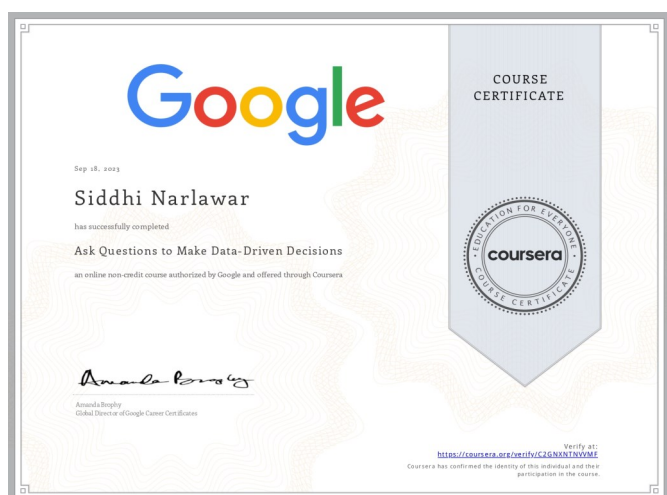 Google
COURSE
CERTIFICATE
Sep 18, 2023
Siddhi Narlawar
has successfully completed
Ask Questions to Make Data-Driven Decisions
an online non-credit course authorized by Google and offered through Coursera
EDUCATION FOR EVERYONE
coursera
COURSE CERTIFICATE
Amanda Brophy
Amanda Brophy
Global Director of Google Career Certificates
Verify at:
https://coursera.org/verify/C2GNXNTNVVMF
Coursera has confirmed the identity of this individual and their
participation in the course.